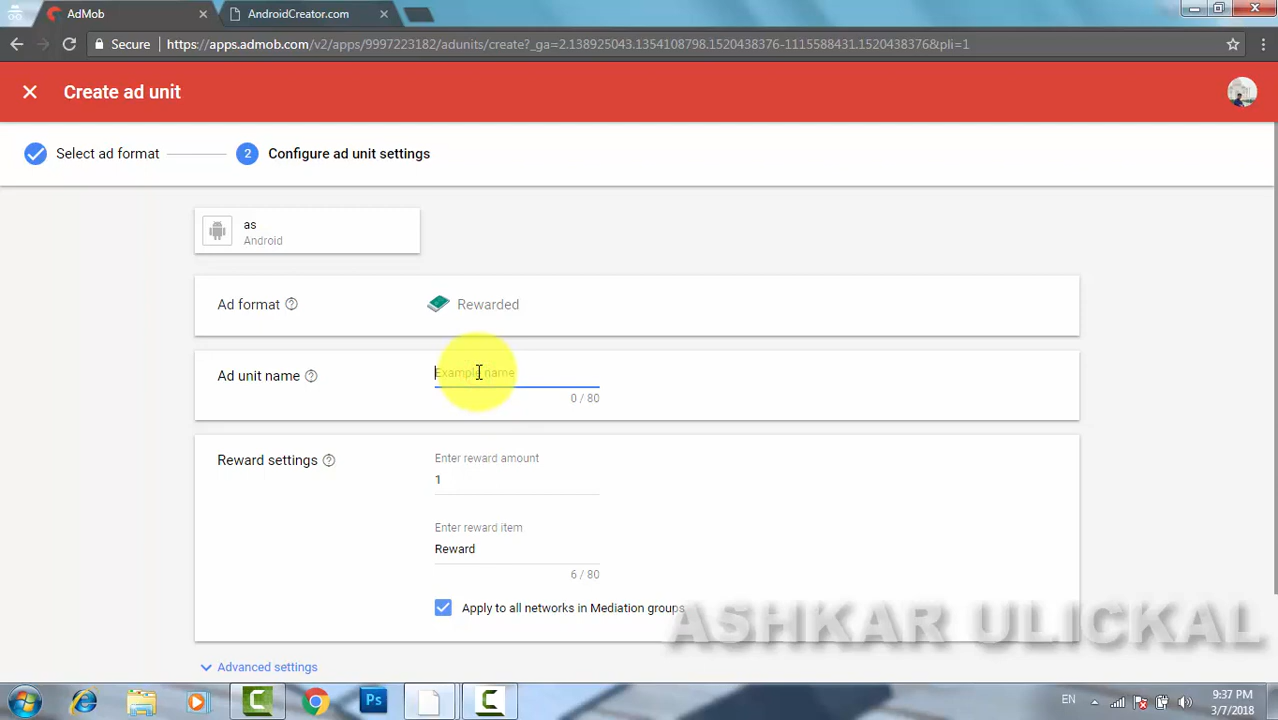 AdMob
AndroidCreator.com
Secure
https://apps.admob.com/v2/apps/9997223182/adunits/create?_ga=2.138925043.1354108798.1520438376-1115588431.1520438376&pli=1
Create ad unit
Select ad format
2 Configure ad unit settings
as
Android
Ad format
Rewarded
Ad unit name
Example name
0 / 80
Reward settings
Enter reward amount
1
Enter reward item
Reward
6 / 80
Apply to all networks in Mediation groups
ASHKAR ULICKAL
Advanced settings
Ps
EN
9:37 PM
3/7/2018